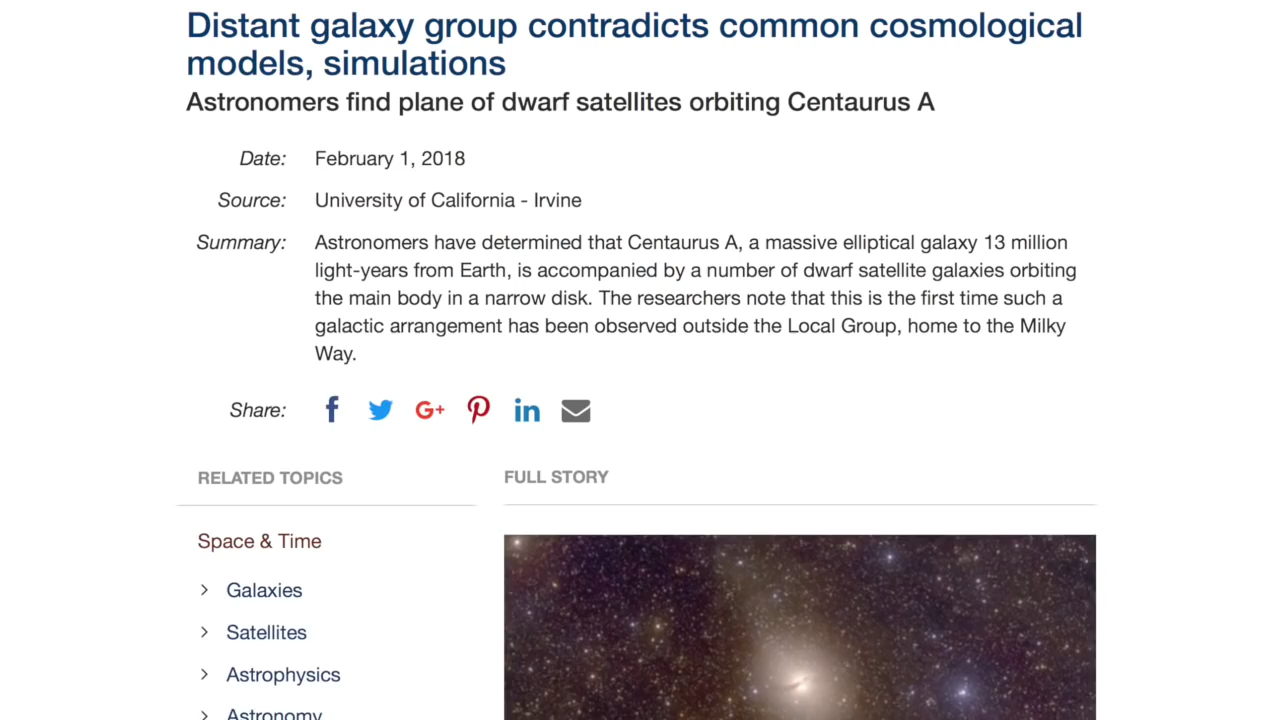 Distant galaxy group contradicts common cosmological
models, simulations
Astronomers find plane of dwarf satellites orbiting Centaurus A
Date: February 1, 2018
Source: University of California - Irvine
Summary: Astronomers have determined that Centaurus A, a massive elliptical galaxy 13 million
light-years from Earth, is accompanied by a number of dwarf satellite galaxies orbiting
the main body in a narrow disk. The researchers note that this is the first time such a
galactic arrangement has been observed outside the Local Group, home to the Milky
Way.
Share: f G+ in
RELATED TOPICS
FULL STORY
Space & Time
Galaxies
Satellites
Astrophysics
Astronomy